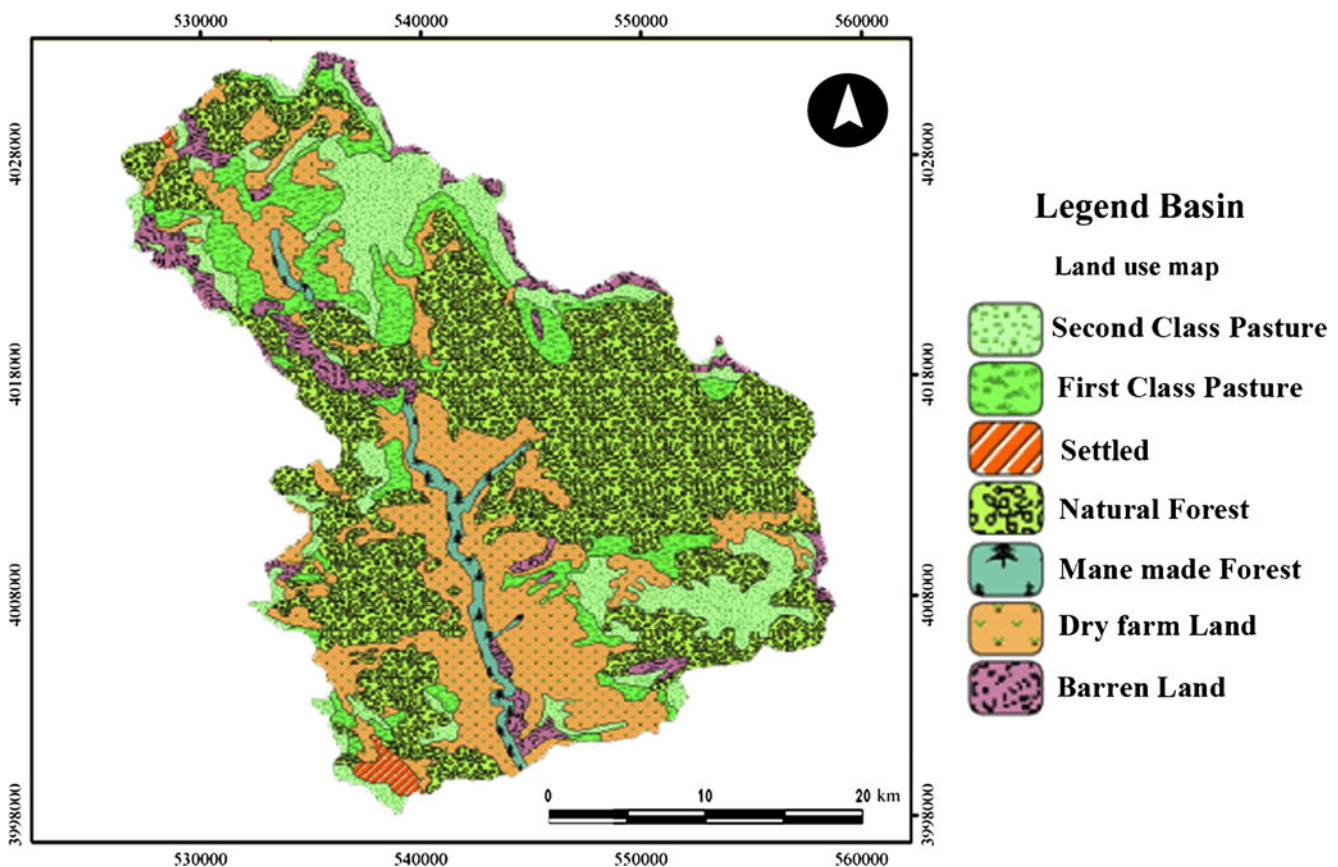 530000 540000 550000 560000
4028000 4028000
4018000 4018000
4008000 4008000
3998000 3998000
0 10 20 km
530000 540000 550000 560000
Legend Basin
Land use map
Second Class Pasture
First Class Pasture
Settled
Natural Forest
Mane made Forest
Dry farm Land
Barren Land